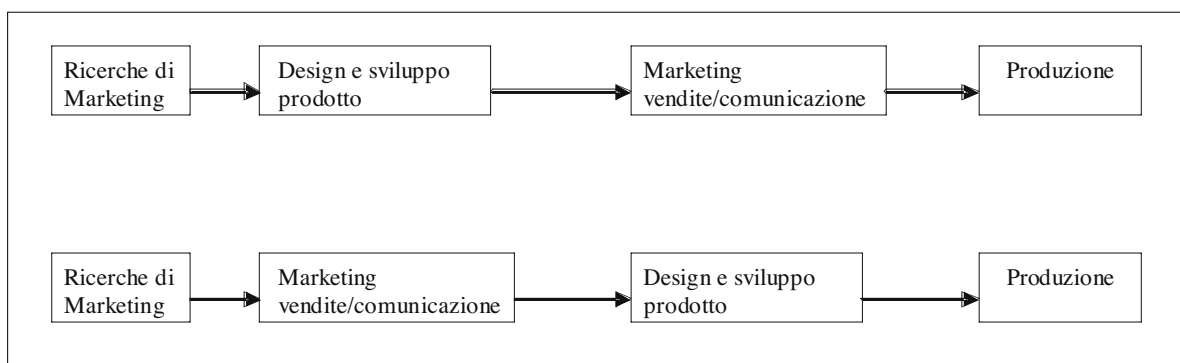 Ricerche di
Marketing
Design e sviluppo
prodotto
Marketing
vendite/comunicazione
Produzione
Ricerche di
Marketing
Marketing
vendite/comunicazione
Design e sviluppo
prodotto
Produzione